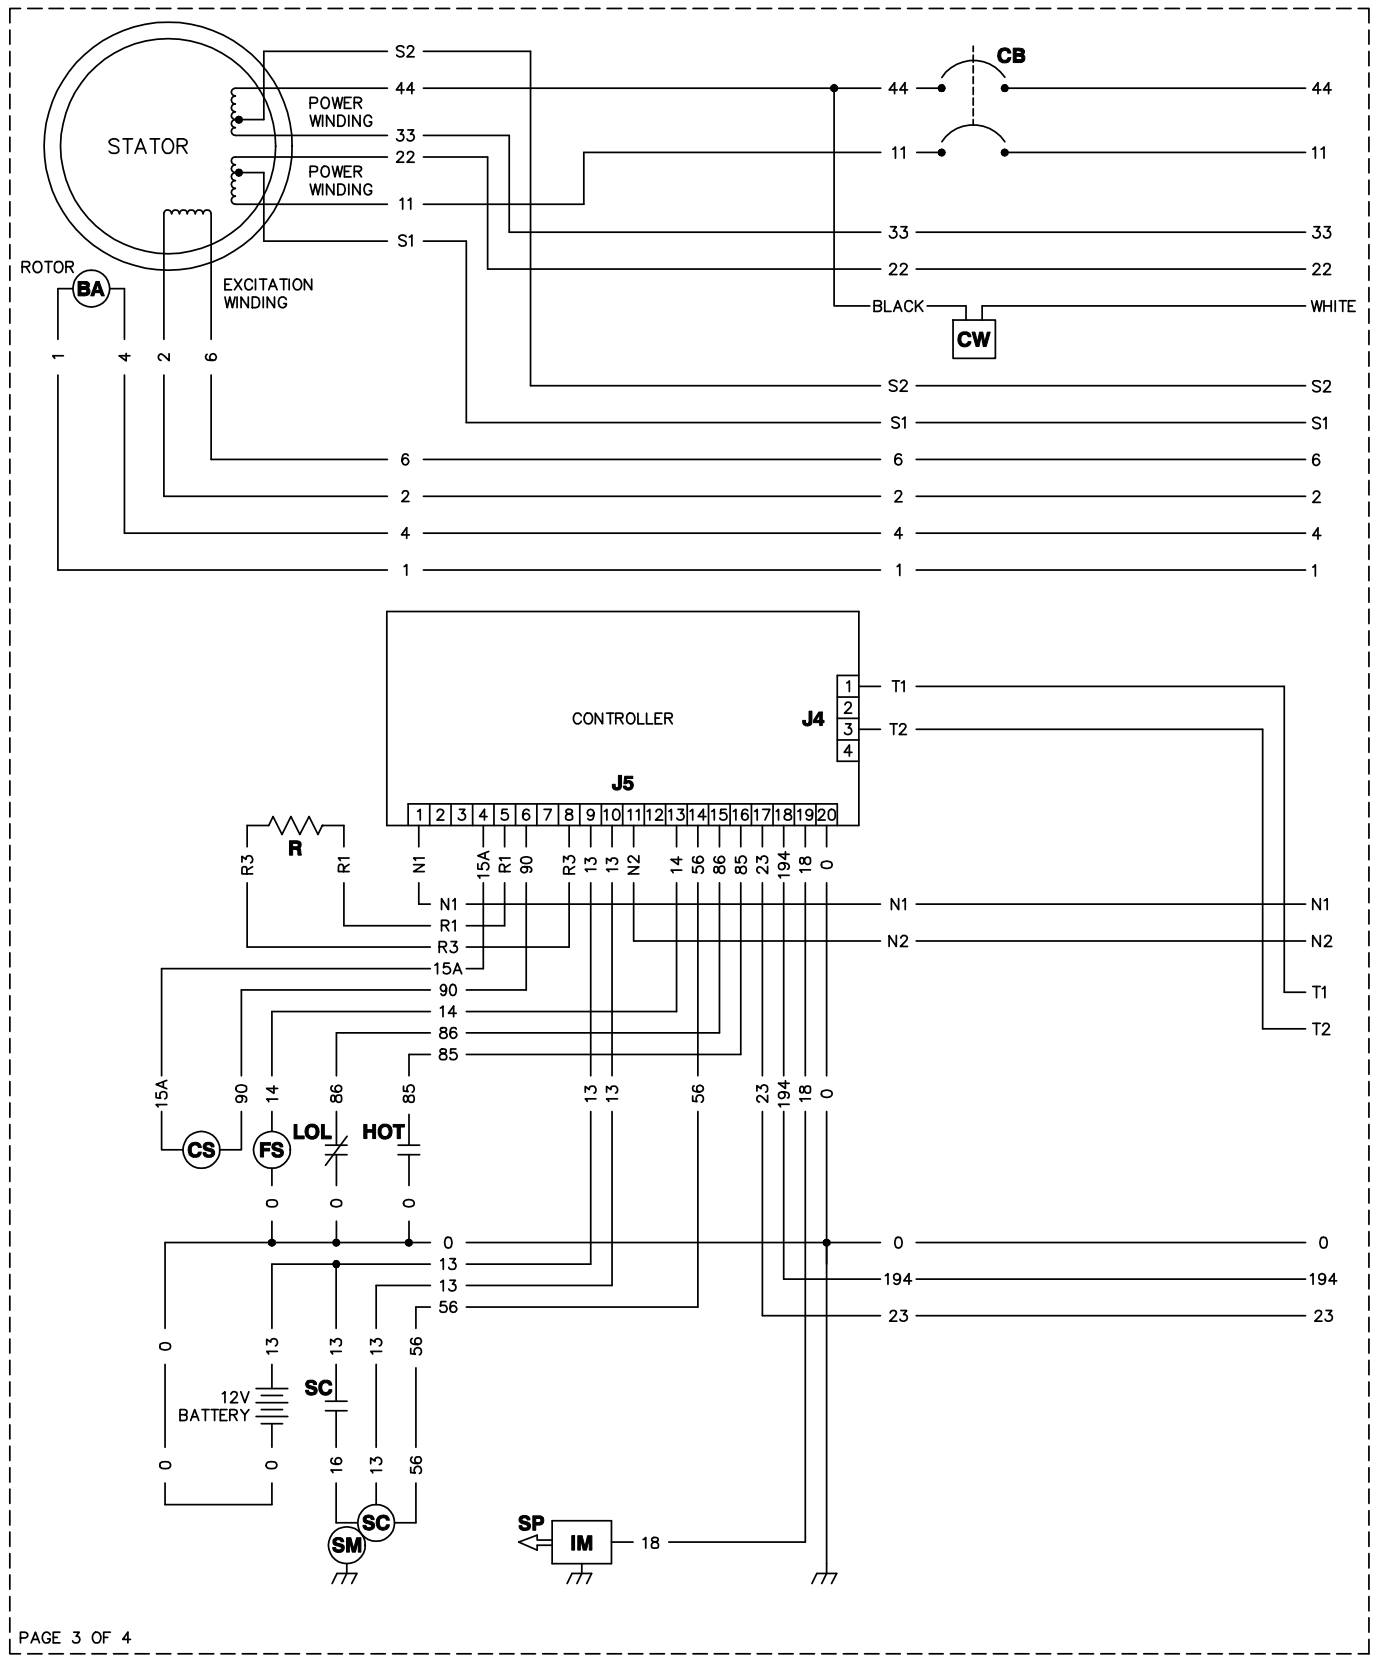 S2
44 44 CB 44
POWER
WINDING
STATOR
33
22
11 11
POWER
WINDING
11
33 33
S1
ROTOR
BA
22 22
EXCITATION
WINDING
BLACK WHITE
CW
1 4 2 6
S2 S2
S1 S1
6 6 6
2 2 2
4 4 4
1 1 1
1 T1
2
J4
CONTROLLER
3 T2
4
J5
1 2 3 4 5 6 7 8 9 10 11 12 13 14 15 16 17 18 19 20
R
R3 R1 N1 15A R1 90 R3 13 13 N2 14 56 86 85 23 194 18 0
N1 N1 N1
R1
N2 N2
R3
15A
90
T1
14
T2
86
85
15A 90 14 86 85 13 13 56 23 194 18 0
LOL HOT
CS FS
0 0 0
0 0 0
13
194 194
13
56
23 23
0 13 13 13 56
SC
12V
BATTERY
0 0 16 13 56
SC
SP
SM
IM 18
PAGE 3 OF 4